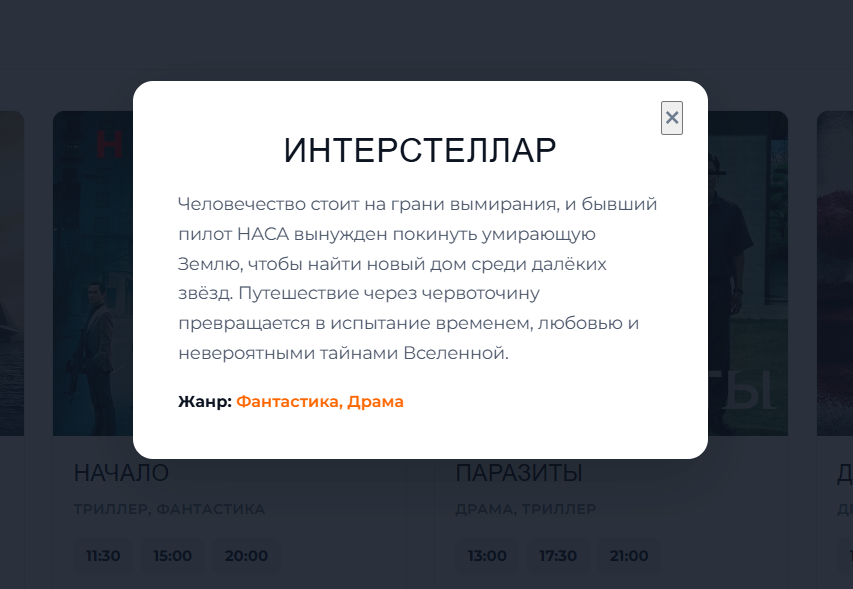 ×
ИНТЕРСТЕЛЛАР
Человечество стоит на грани вымирания, и бывший
пилот НАСА вынужден покинуть умирающую
Землю, чтобы найти новый дом среди далёких
звёзд. Путешествие через червоточину
превращается в испытание временем, любовью и
невероятными тайнами Вселенной.
Жанр: Фантастика, Драма
НАЧАЛО
ТРИЛЛЕР, ФАНТАСТИКА
11:30 15:00 20:00
ПАРАЗИТЫ
ДРАМА, ТРИЛЛЕР
13:00 17:30 21:00